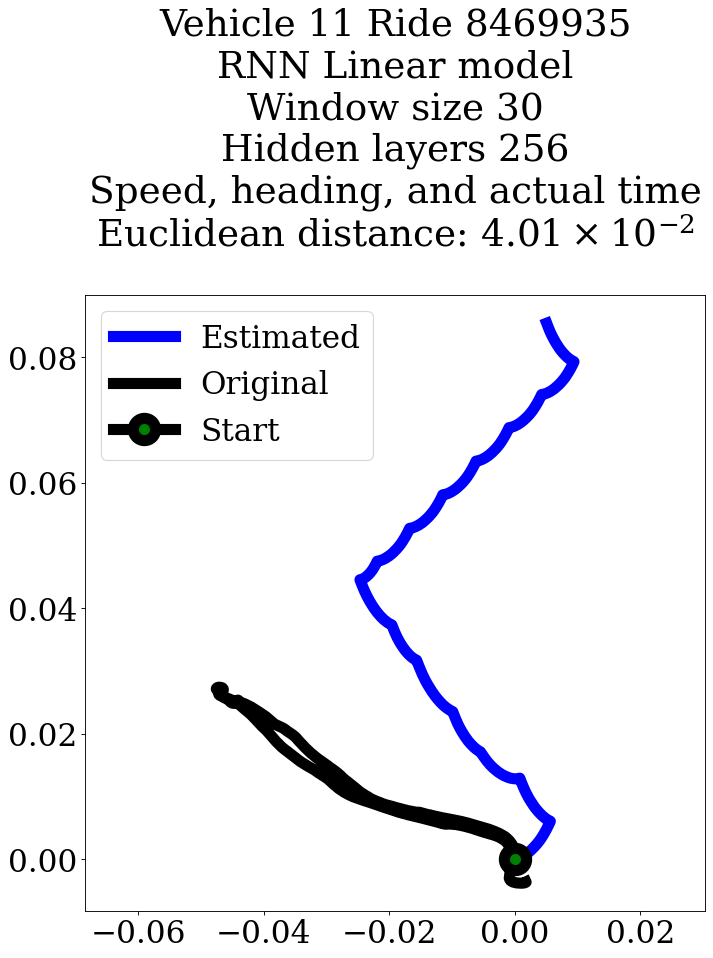 Vehicle 11 Ride 8469935
RNN Linear model
Window size 30
Hidden layers 256
Speed, heading, and actual time
Euclidean distance: 4.01 × 10⁻²
Estimated
Original
Start
0.08
0.06
0.04
0.02
0.00
−0.06 −0.04 −0.02 0.00 0.02